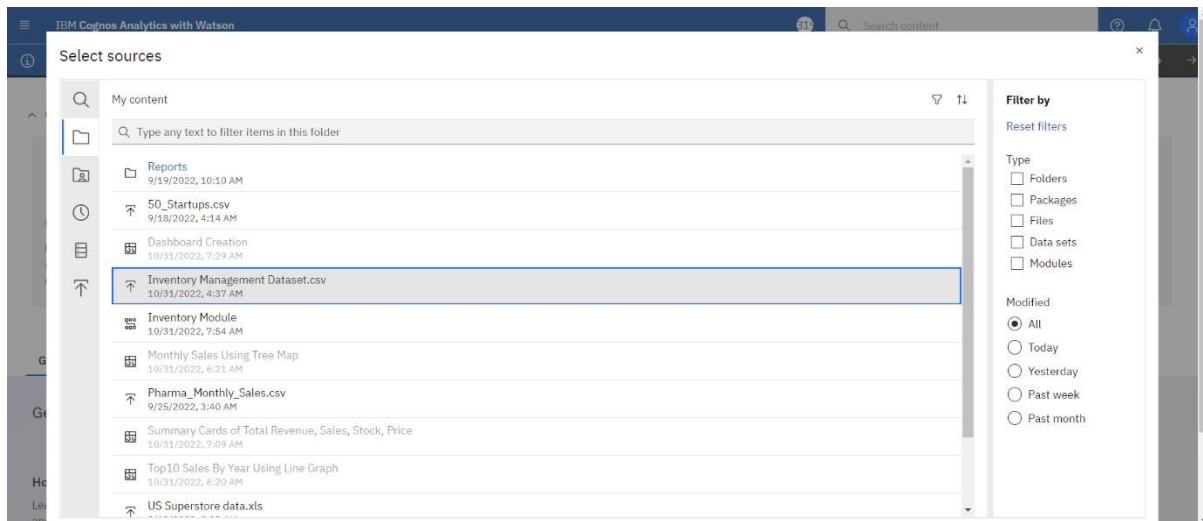 IBM Cognos Analytics with Watson
Search content
Select sources
My content
Type any text to filter items in this folder
Reports
9/19/2022, 10:10 AM
50_Startups.csv
9/18/2022, 4:14 AM
Dashboard Creation
10/31/2022, 7:29 AM
Inventory Management Dataset.csv
10/31/2022, 4:37 AM
Inventory Module
10/31/2022, 7:54 AM
Monthly Sales Using Tree Map
10/31/2022, 6:21 AM
Pharma_Monthly_Sales.csv
9/25/2022, 3:40 AM
Summary Cards of Total Revenue, Sales, Stock, Price
10/31/2022, 7:09 AM
Top10 Sales By Year Using Line Graph
10/31/2022, 6:20 AM
US Superstore data.xls
Filter by
Reset filters
Type
Folders
Packages
Files
Data sets
Modules
Modified
All
Today
Yesterday
Past week
Past month